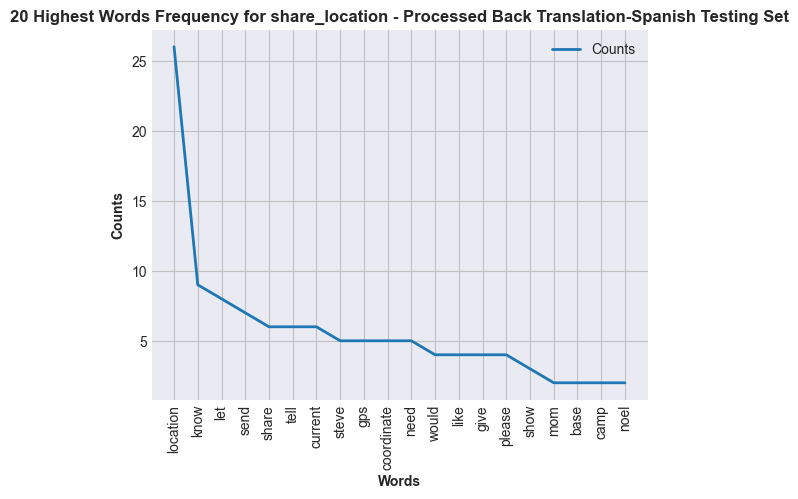 20 Highest Words Frequency for share_location - Processed Back Translation-Spanish Testing Set
Counts
25
20
15
10
5
Counts
location
know
let
send
share
tell
current
steve
gps
coordinate
need
would
like
give
please
show
mom
base
camp
noel
Words